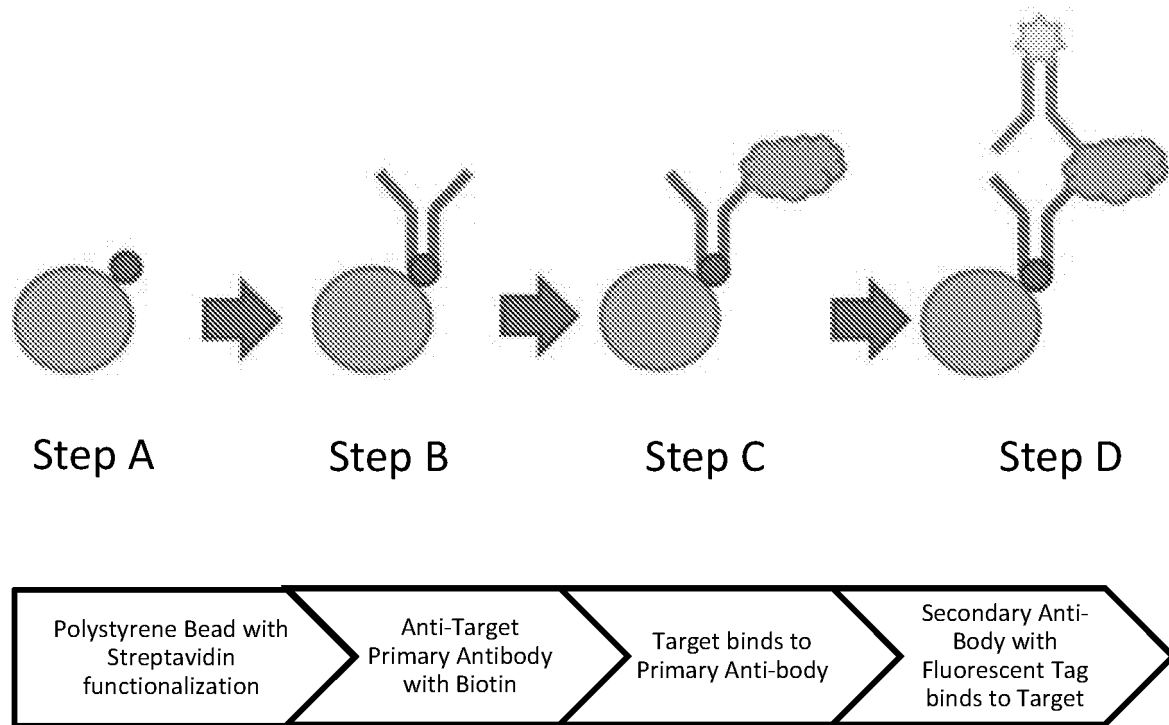 Step A
Step B
Step C
Step D
Polystyrene Bead with
Streptavidin
functionalization
Anti-Target
Primary Antibody
with Biotin
Target binds to
Primary Anti-body
Secondary Anti-
Body with
Fluorescent Tag
binds to Target